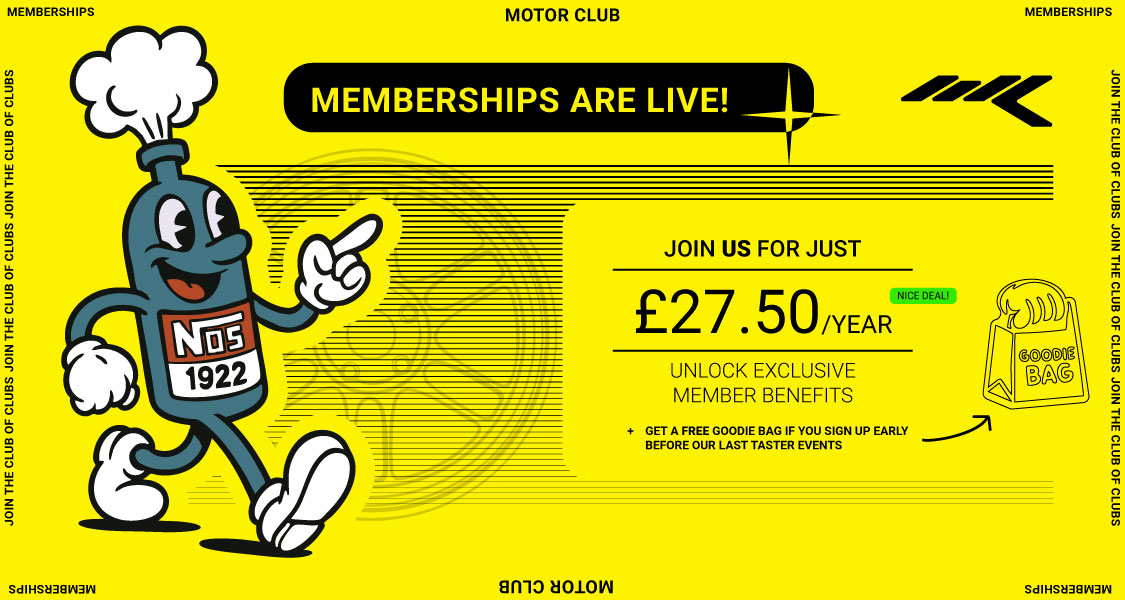 MEMBERSHIPS
MOTOR CLUB
MEMBERSHIPS
MEMBERSHIPS ARE LIVE!
JOIN THE CLUB OF CLUBS JOIN THE CLUB OF CLUBS JOIN THE CLUB OF CLUBS
JOIN THE CLUB OF CLUBS JOIN THE CLUB OF CLUBS JOIN THE CLUB OF CLUBS
NOS
1922
JOIN US FOR JUST
£27.50/YEAR
NICE DEAL!
UNLOCK EXCLUSIVE
MEMBER BENEFITS
+ GET A FREE GOODIE BAG IF YOU SIGN UP EARLY
BEFORE OUR LAST TASTER EVENTS
GOODIE
BAG
MEMBERSHIPS
MOTOR CLUB
MEMBERSHIPS